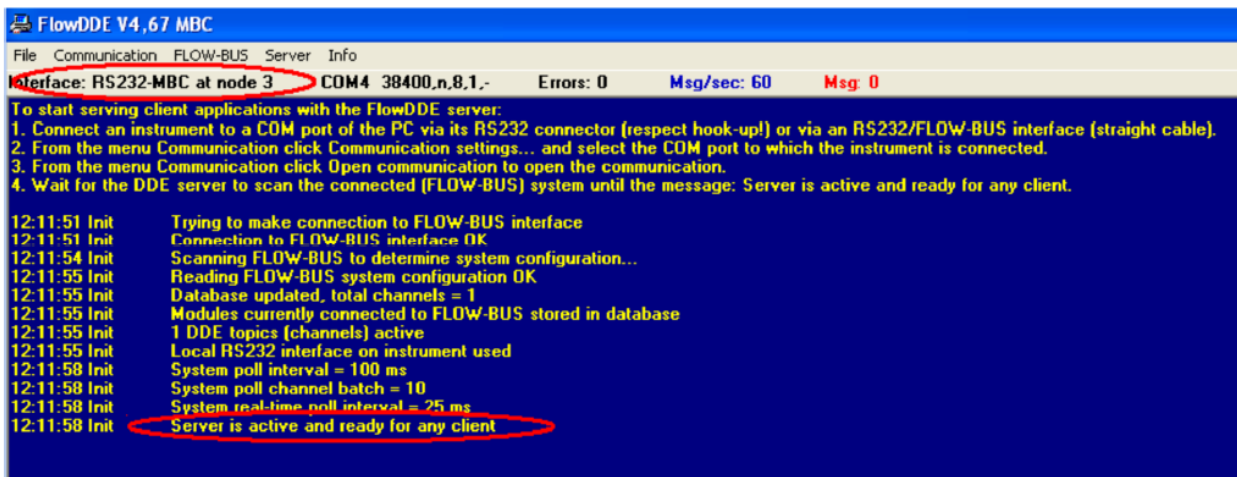 FlowDDE V4,67 MBC
File Communication FLOW-BUS Server Info
Interface: RS232-MBC at node 3 COM4 38400,n,8,1,- Errors: 0 Msg/sec: 60 Msg: 0
To start serving client applications with the FlowDDE server:
1. Connect an instrument to a COM port of the PC via its RS232 connector (respect hook-up!) or via an RS232/FLOW-BUS interface (straight cable).
2. From the menu Communication click Communication settings... and select the COM port to which the instrument is connected.
3. From the menu Communication click Open communication to open the communication.
4. Wait for the DDE server to scan the connected (FLOW-BUS) system until the message: Server is active and ready for any client.
12:11:51 Init Trying to make connection to FLOW-BUS interface
12:11:51 Init Connection to FLOW-BUS interface OK
12:11:54 Init Scanning FLOW-BUS to determine system configuration...
12:11:55 Init Reading FLOW-BUS system configuration OK
12:11:55 Init Database updated, total channels = 1
12:11:55 Init Modules currently connected to FLOW-BUS stored in database
12:11:55 Init 1 DDE topics (channels) active
12:11:55 Init Local RS232 interface on instrument used
12:11:58 Init System poll interval = 100 ms
12:11:58 Init System poll channel batch = 10
12:11:58 Init System real-time poll interval = 25 ms
12:11:58 Init Server is active and ready for any client